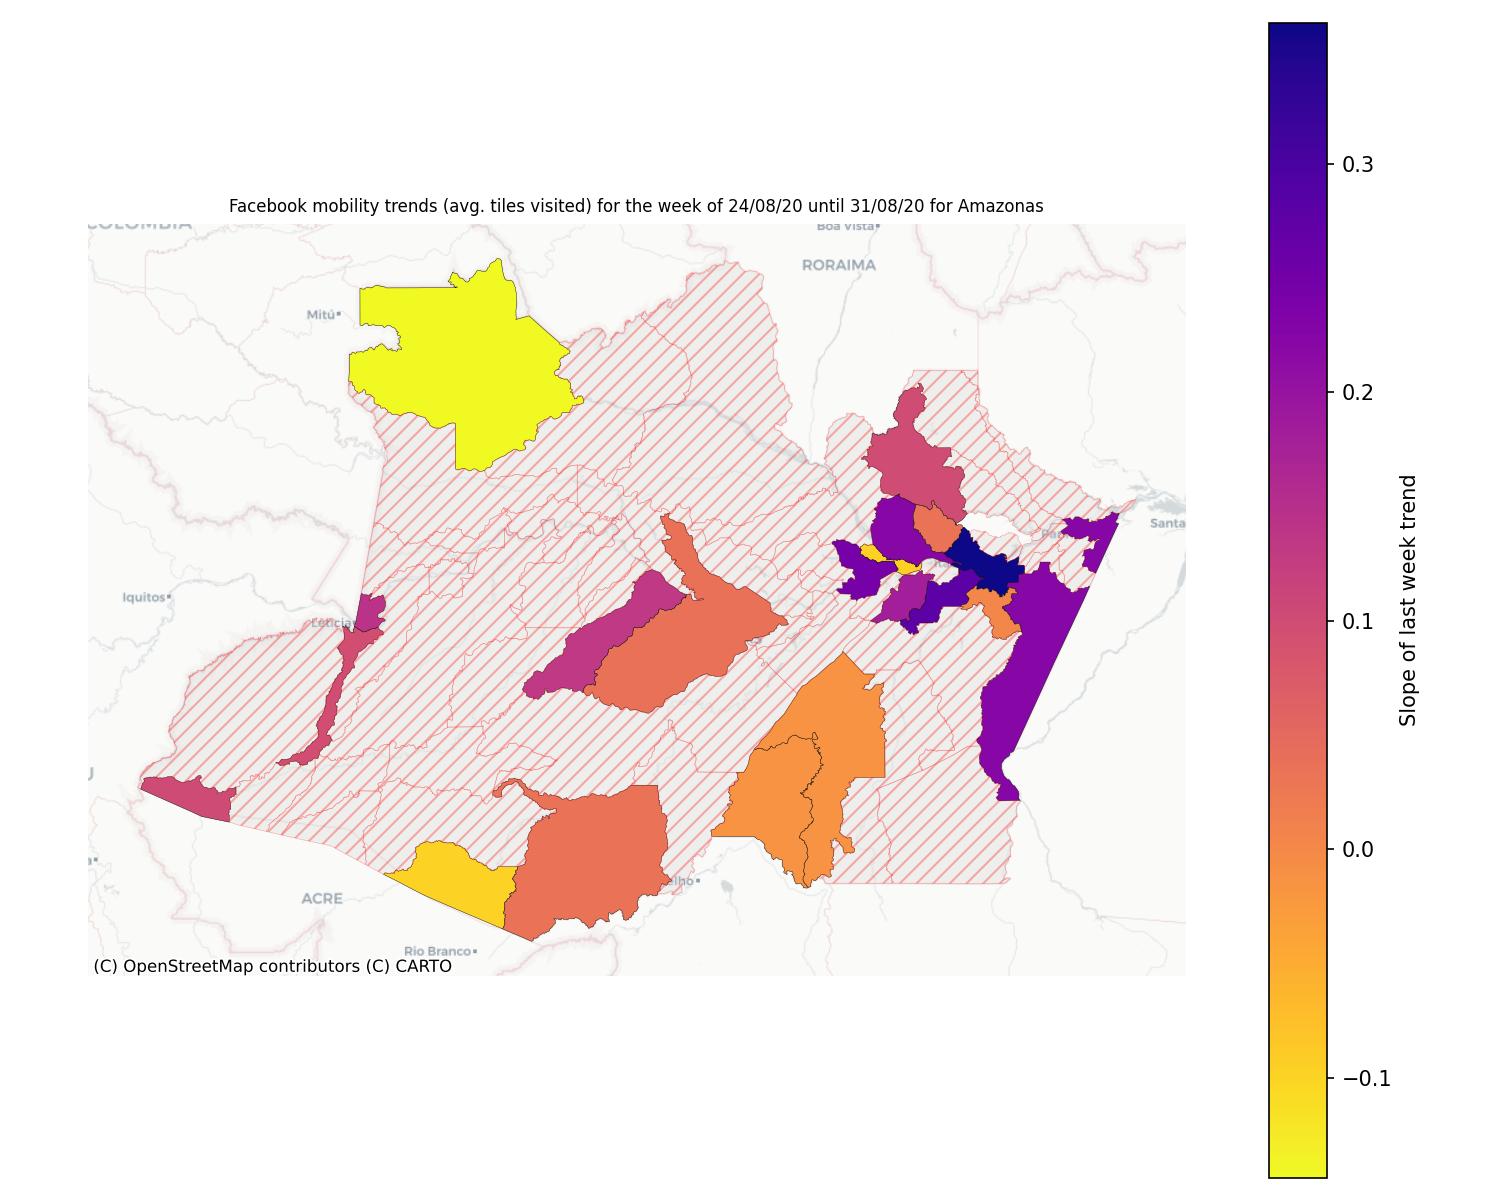 Facebook mobility trends (avg. tiles visited) for the week of 24/08/20 until 31/08/20 for Amazonas
COLOMBIA
Boa Vista
RORAIMA
Mitú
Santa
Iquitos
Leticia
ACRE
Rio Branco
(C) OpenStreetMap contributors (C) CARTO
0.3
0.2
0.1
0.0
−0.1
Slope of last week trend